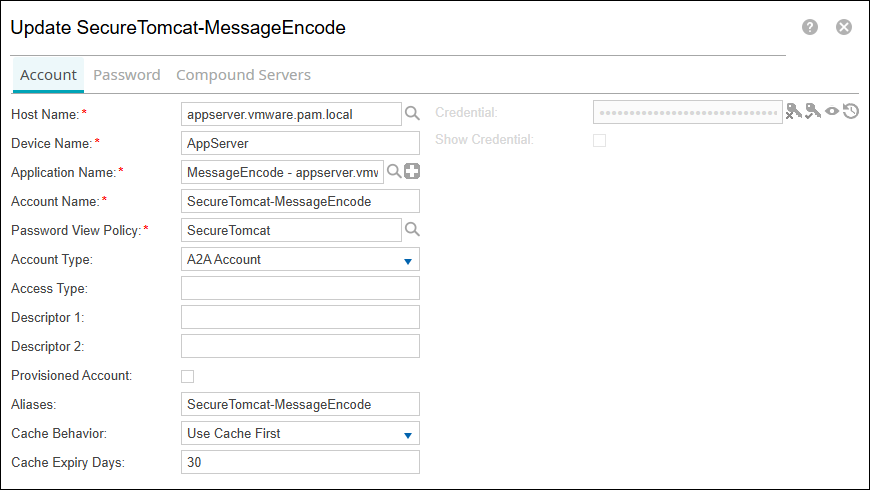 Update SecureTomcat-MessageEncode
Account Password Compound Servers
Host Name:* appserver.vmware.pam.local Credential:
Device Name:* AppServer Show Credential:
Application Name:* MessageEncode - appserver.vmw
Account Name:* SecureTomcat-MessageEncode
Password View Policy:* SecureTomcat
Account Type: A2A Account
Access Type:
Descriptor 1:
Descriptor 2:
Provisioned Account:
Aliases: SecureTomcat-MessageEncode
Cache Behavior: Use Cache First
Cache Expiry Days: 30